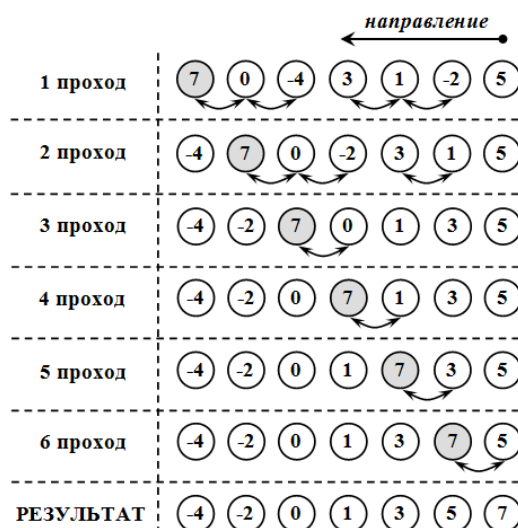 направление
1 проход 7 0 -4 3 1 -2 5
2 проход -4 7 0 -2 3 1 5
3 проход -4 -2 7 0 1 3 5
4 проход -4 -2 0 7 1 3 5
5 проход -4 -2 0 1 7 3 5
6 проход -4 -2 0 1 3 7 5
РЕЗУЛЬТАТ -4 -2 0 1 3 5 7